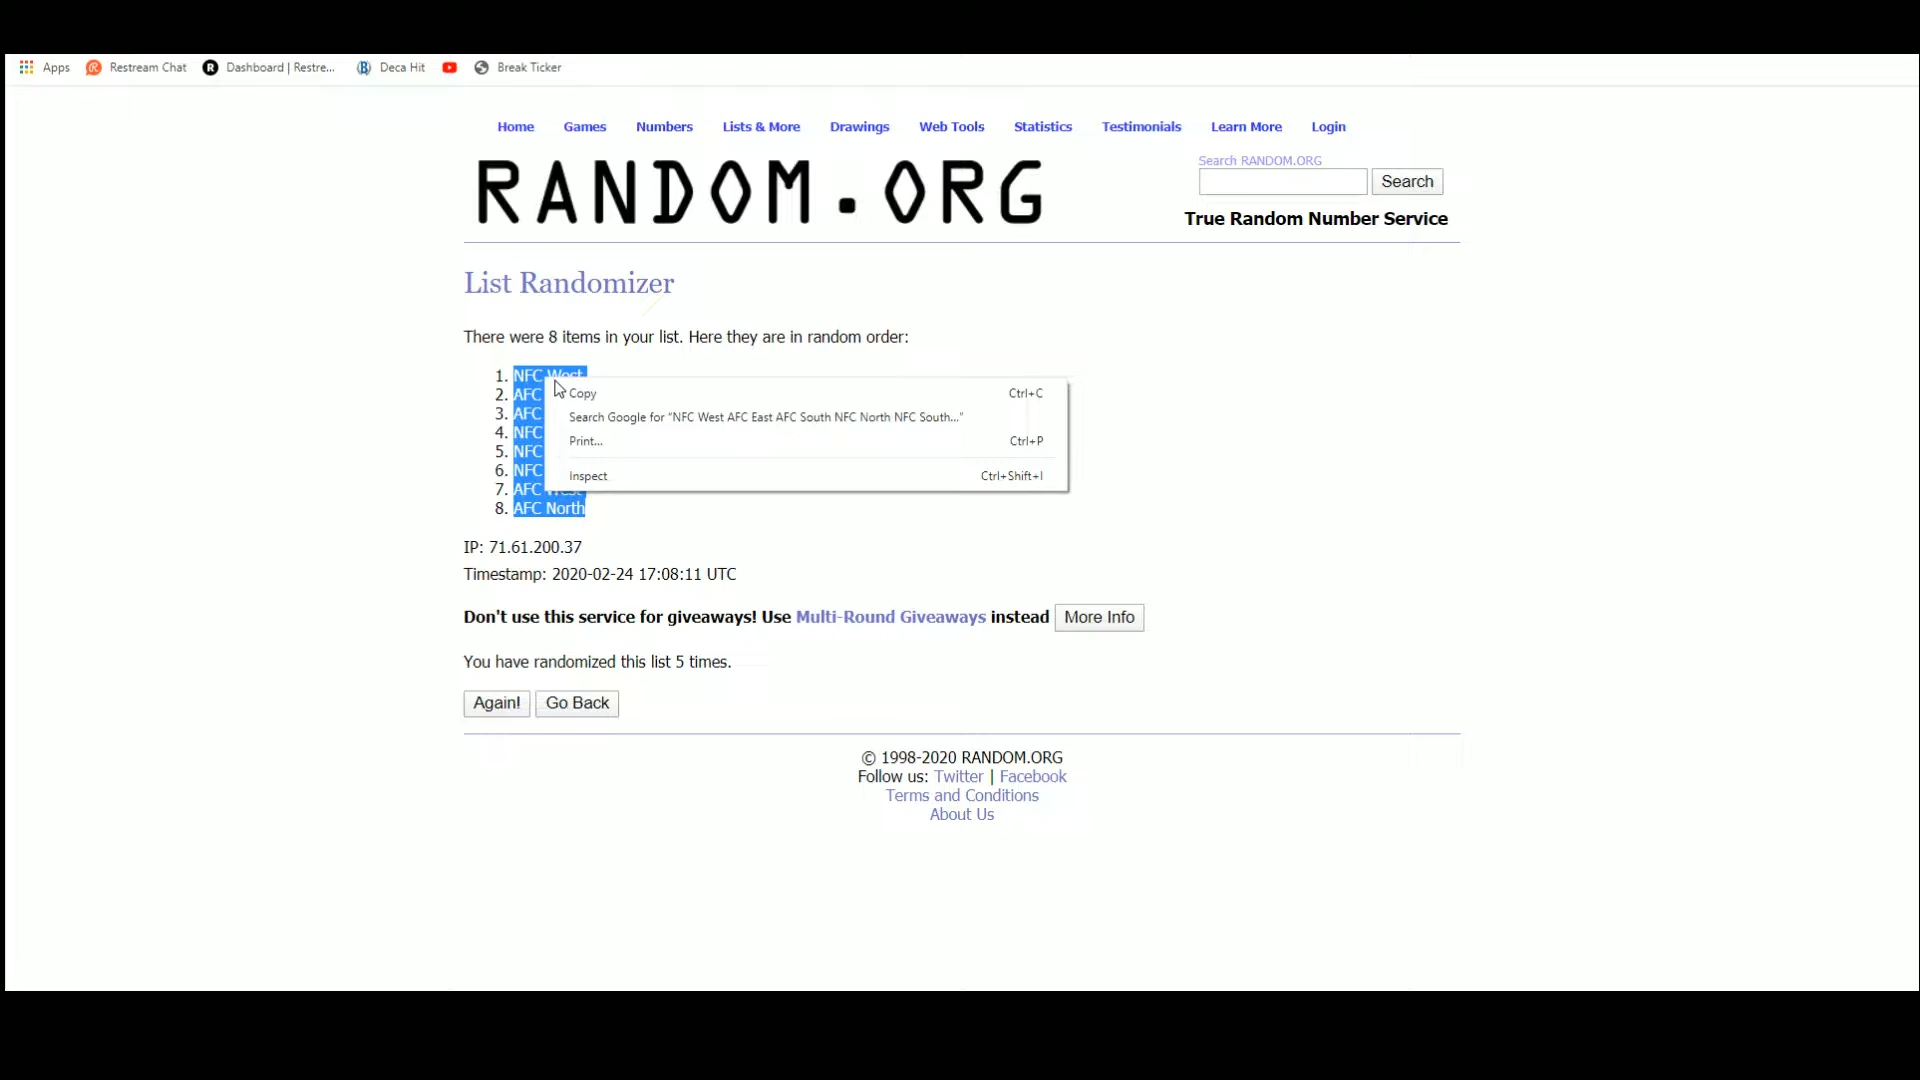 Apps Restream Chat Dashboard | Restre... Deca Hit Break Ticker
Home Games Numbers Lists & More Drawings Web Tools Statistics Testimonials Learn More Login
RANDOM.ORG
Search RANDOM.ORG
Search
True Random Number Service
List Randomizer
There were 8 items in your list. Here they are in random order:
1. NFC West
2. AFC
3. AFC
4. NFC
5. NFC
6. NFC
7. AFC West
8. AFC North
Copy Ctrl+C
Search Google for “NFC West AFC East AFC South NFC North NFC South...”
Print... Ctrl+P
Inspect Ctrl+Shift+I
IP: 71.61.200.37
Timestamp: 2020-02-24 17:08:11 UTC
Don't use this service for giveaways! Use Multi-Round Giveaways instead More Info
You have randomized this list 5 times.
Again! Go Back
© 1998-2020 RANDOM.ORG
Follow us: Twitter | Facebook
Terms and Conditions
About Us